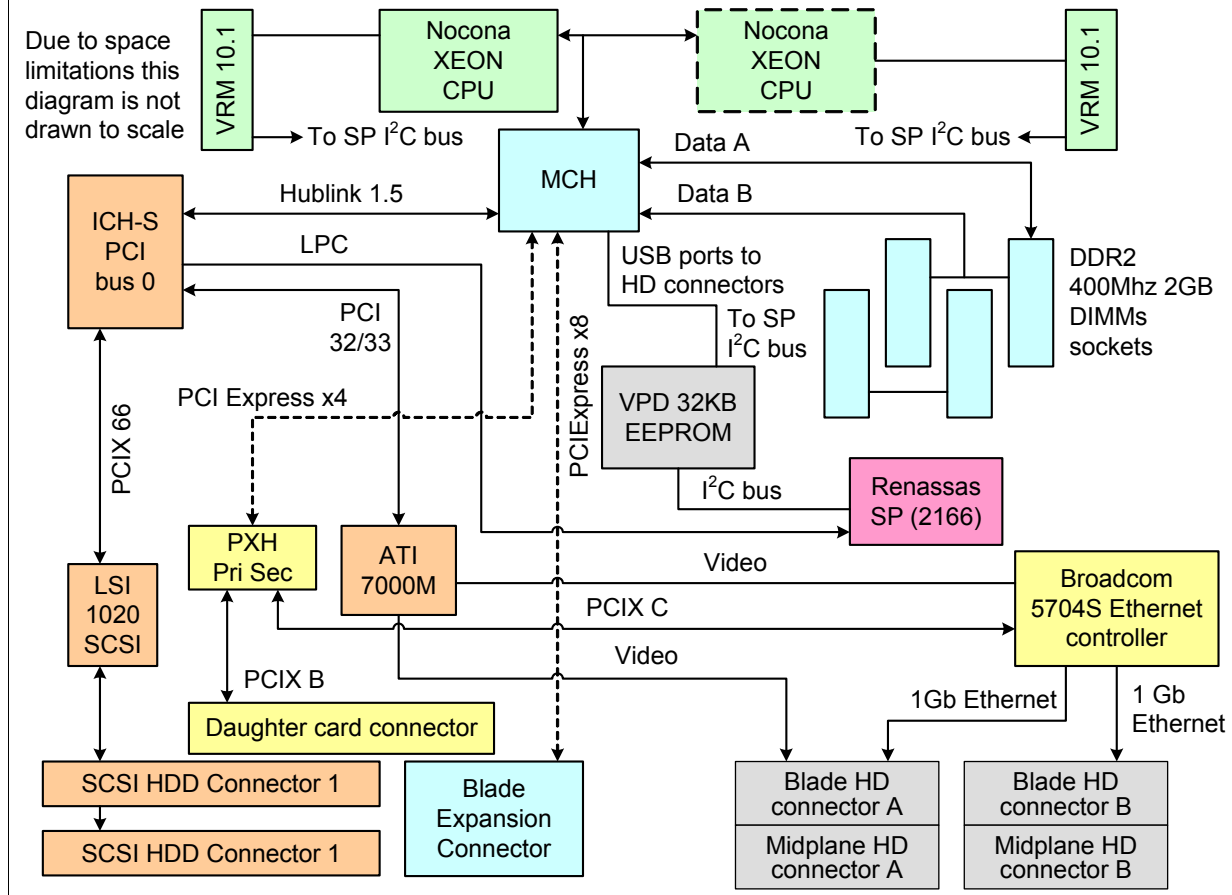 Due to space
limitations this
diagram is not
drawn to scale
VRM 10.1
Nocona
XEON
CPU
Nocona
XEON
CPU
VRM 10.1
To SP I²C bus
To SP I²C bus
MCH
Data A
Data B
Hublink 1.5
ICH-S
PCI
bus 0
LPC
USB ports to
HD connectors
DDR2
400Mhz 2GB
DIMMs
sockets
PCI
32/33
To SP
I²C bus
PCI Express x4
PCIExpress x8
VPD 32KB
EEPROM
PCIX 66
I²C bus
Renassas
SP (2166)
PXH
Pri Sec
ATI
7000M
Video
Broadcom
5704S Ethernet
controller
LSI
1020
SCSI
PCIX C
Video
PCIX B
1Gb Ethernet
1 Gb
Ethernet
Daughter card connector
SCSI HDD Connector 1
SCSI HDD Connector 1
Blade
Expansion
Connector
Blade HD
connector A
Midplane HD
connector A
Blade HD
connector B
Midplane HD
connector B